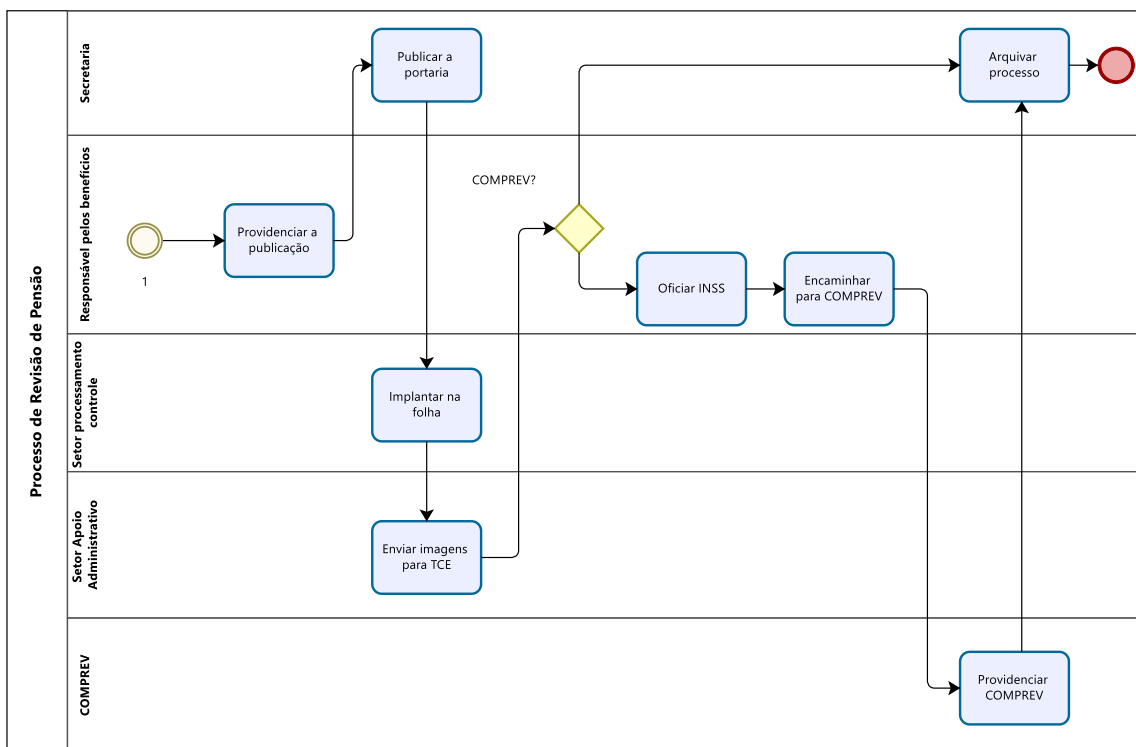 Processo de Revisão de Pensão
Secretaria
Publicar a
portaria
Arquivar
processo
Responsável pelos benefícios
COMPREV?
Providenciar a
publicação
1
Oficiar INSS
Encaminhar
para COMPREV
Setor processamento
controle
Implantar na
folha
Setor Apoio
Administrativo
Enviar imagens
para TCE
COMPREV
Providenciar
COMPREV